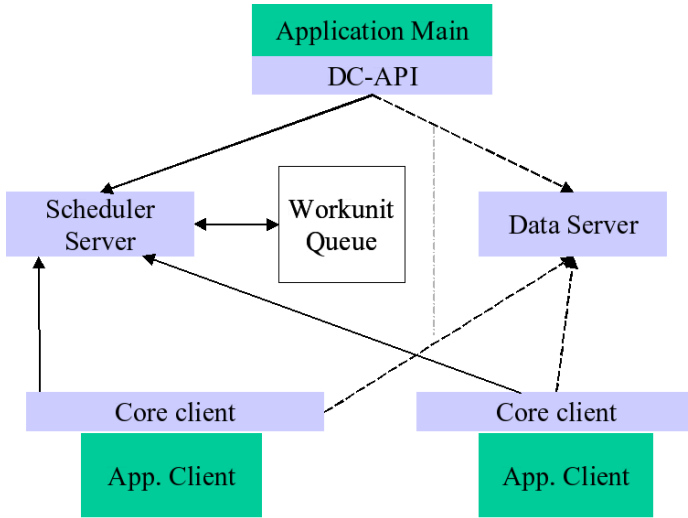 Application Main
DC-API
Scheduler
Server
Workunit
Queue
Data Server
Core client
App. Client
Core client
App. Client